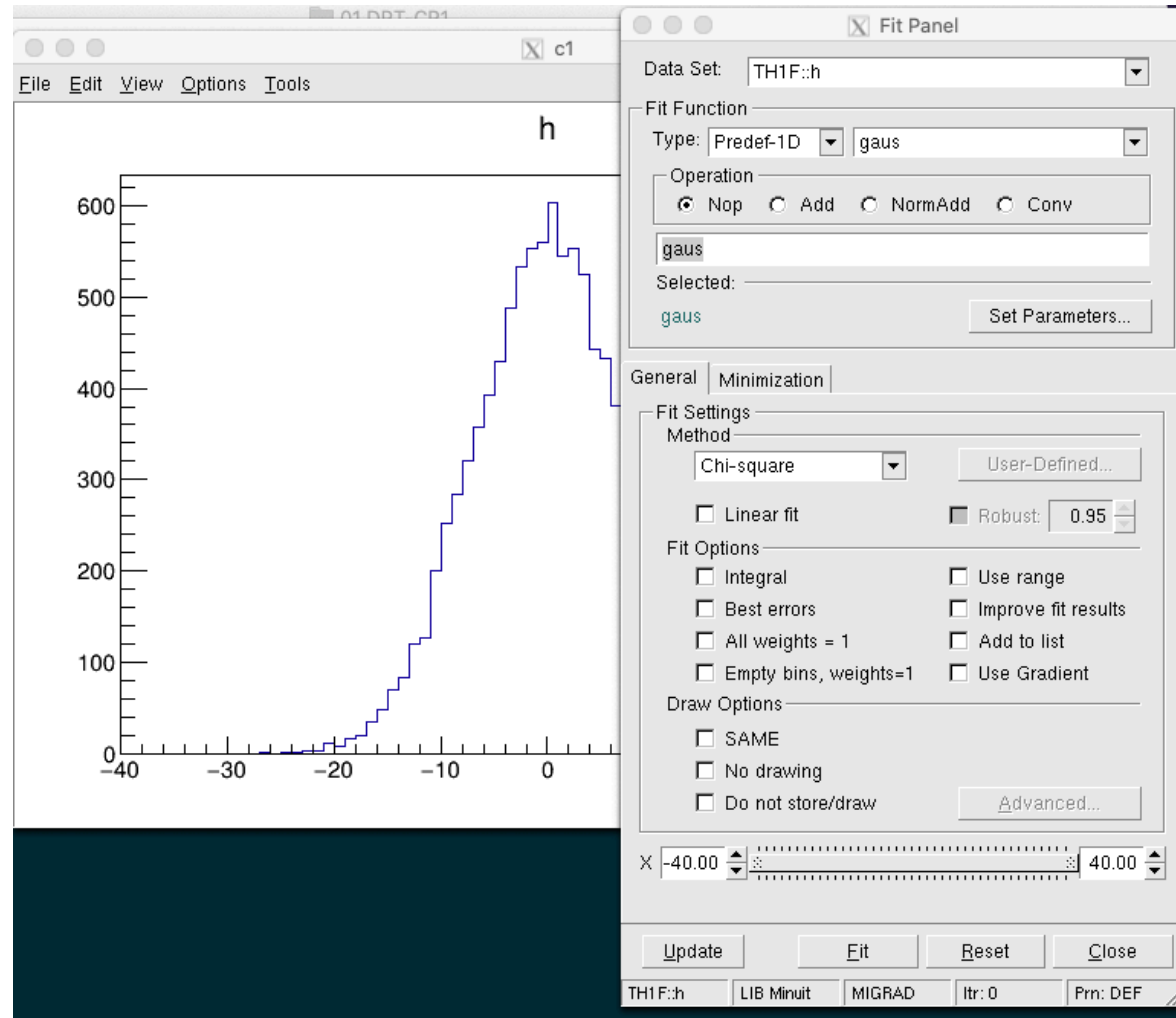 01.DPT-CP1
c1
File Edit View Options Tools
h
600
500
400
300
200
100
0
−40 −30 −20 −10 0
Fit Panel
Data Set: TH1F::h
Fit Function
Type: Predef-1D gaus
Operation
Nop Add NormAdd Conv
gaus
Selected:
gaus Set Parameters...
General Minimization
Fit Settings
Method
Chi-square User-Defined...
Linear fit Robust: 0.95
Fit Options
Integral Use range
Best errors Improve fit results
All weights = 1 Add to list
Empty bins, weights=1 Use Gradient
Draw Options
SAME
No drawing
Do not store/draw Advanced...
X -40.00 40.00
Update Fit Reset Close
TH1F::h LIB Minuit MIGRAD Itr: 0 Prn: DEF